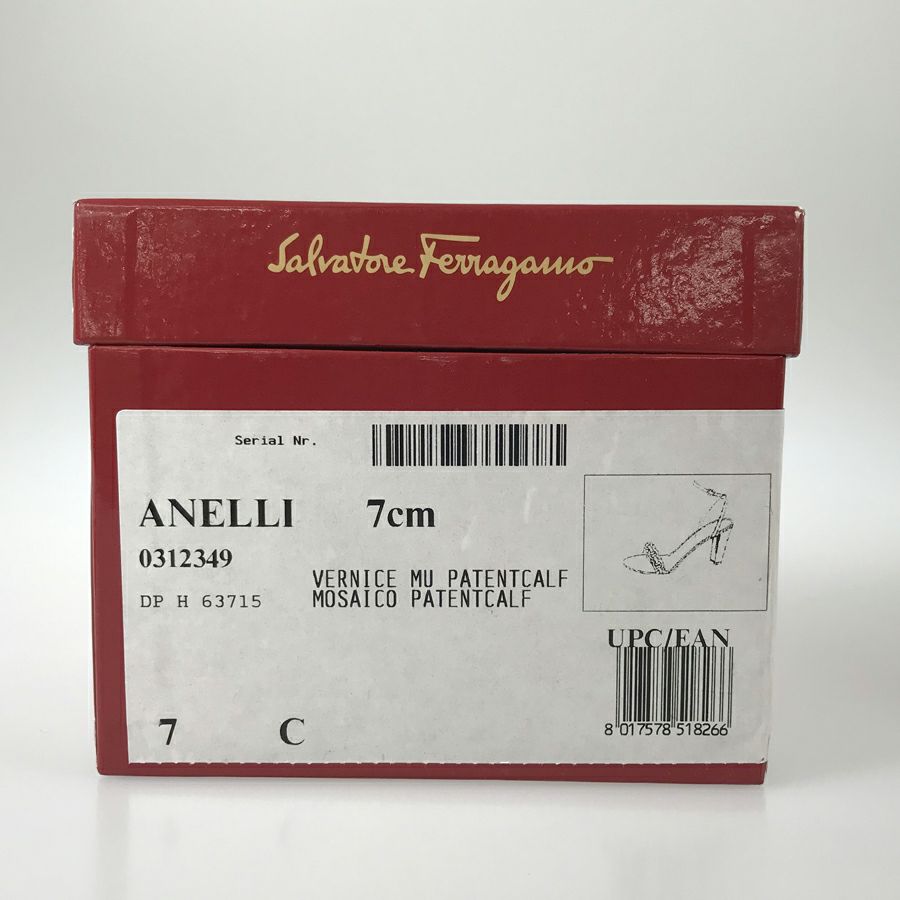 Salvatore Ferragamo
Serial Nr.
ANELLI 7cm
0312349
VERNICE MU PATENTCALF
DP H 63715 MOSAICO PATENTCALF
UPC/EAN
8 017578 518266
7 C